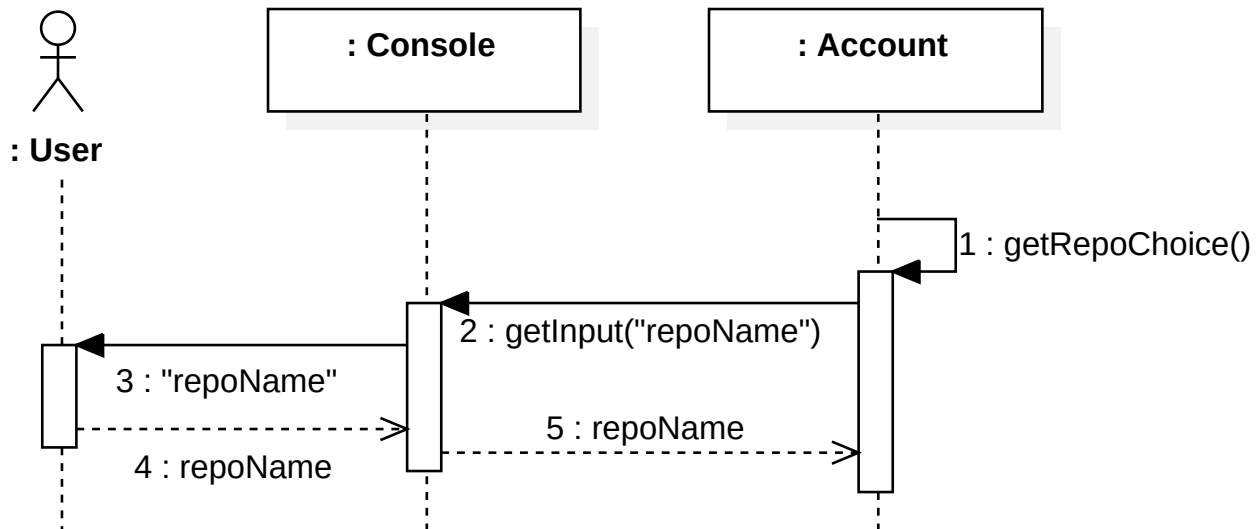 : Console
: Account
: User
1 : getRepoChoice()
2 : getInput("repoName")
3 : "repoName"
5 : repoName
4 : repoName